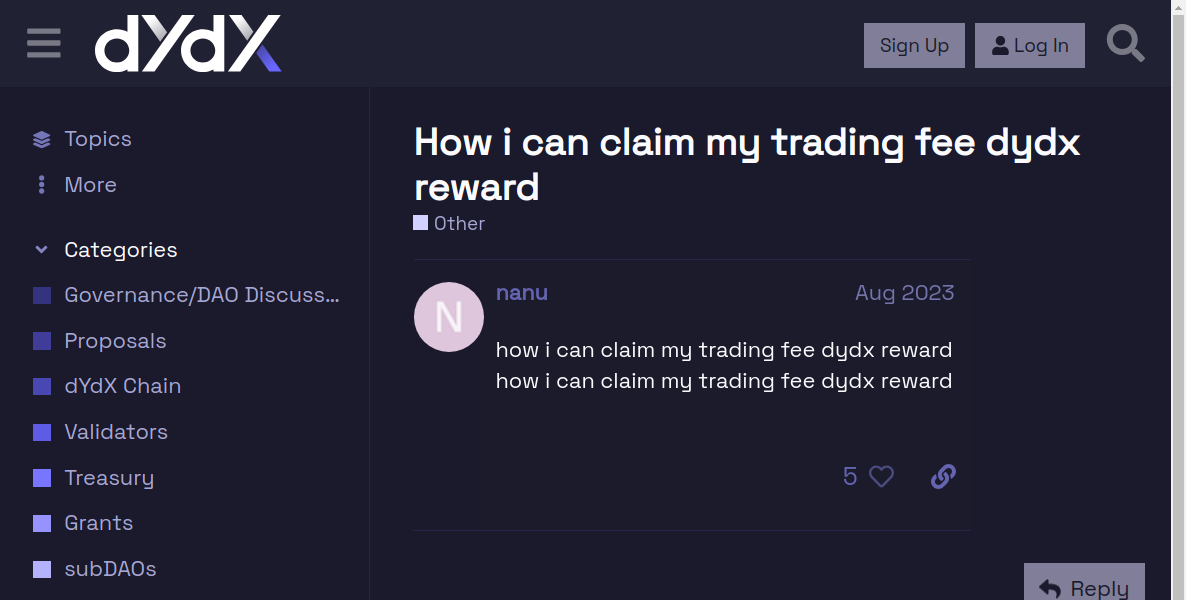 dYdX
Sign Up
Log In
Topics
More
Categories
Governance/DAO Discuss...
Proposals
dYdX Chain
Validators
Treasury
Grants
subDAOs
How i can claim my trading fee dydx
reward
Other
N
nanu
Aug 2023
how i can claim my trading fee dydx reward
how i can claim my trading fee dydx reward
5
Reply